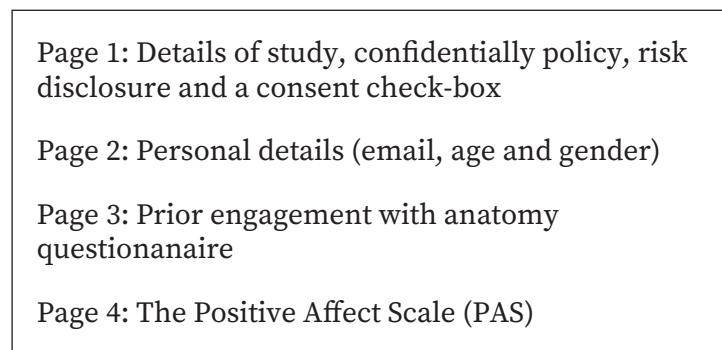 Page 1: Details of study, confidentially policy, risk
disclosure and a consent check-box
Page 2: Personal details (email, age and gender)
Page 3: Prior engagement with anatomy
questionanaire
Page 4: The Positive Affect Scale (PAS)